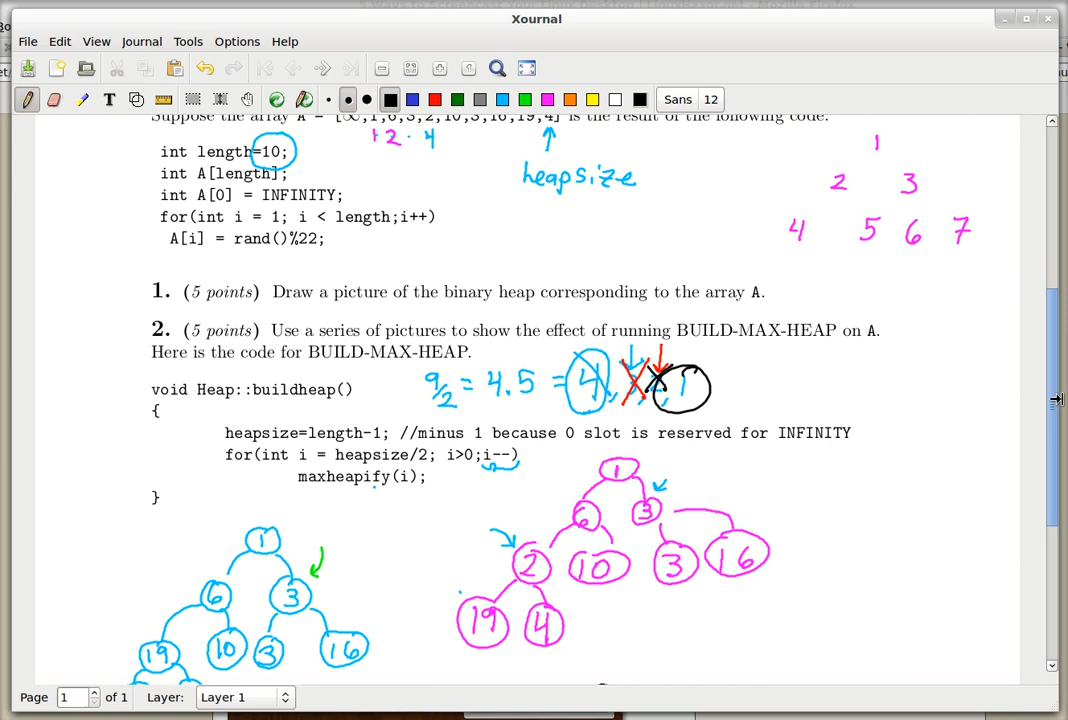 Xournal
File Edit View Journal Tools Options Help
Sans 12
Suppose the array A = [∞,1,6,3,2,10,3,16,19,4] is the result of the following code.
1 2 4
int length=10;
int A[length];
int A[0] = INFINITY;
for(int i = 1; i < length;i++)
A[i] = rand()%22;
heapsize
1
2 3
4 5 6 7
1. (5 points) Draw a picture of the binary heap corresponding to the array A.
2. (5 points) Use a series of pictures to show the effect of running BUILD-MAX-HEAP on A.
Here is the code for BUILD-MAX-HEAP.
9/2 = 4.5 = 4, 1
void Heap::buildheap()
{
heapsize=length-1; //minus 1 because 0 slot is reserved for INFINITY
for(int i = heapsize/2; i>0;i--)
maxheapify(i);
}
1
6 3
2 10 3 16
19 4
1
6 3
19 10 3 16
Page 1 of 1 Layer: Layer 1